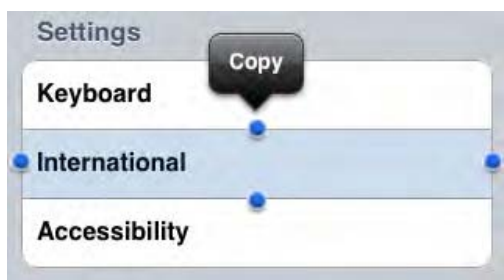 Settings
Copy
Keyboard
International
Accessibility